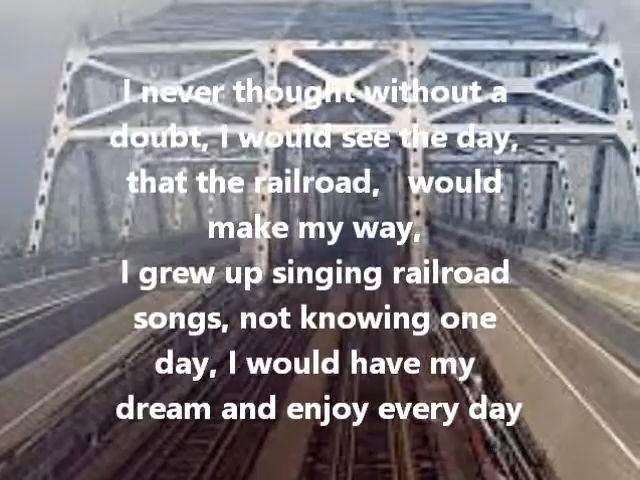 I never thought without a
doubt, I would see the day,
that the railroad, would
make my way,
I grew up singing railroad
songs, not knowing one
day, I would have my
dream and enjoy every day